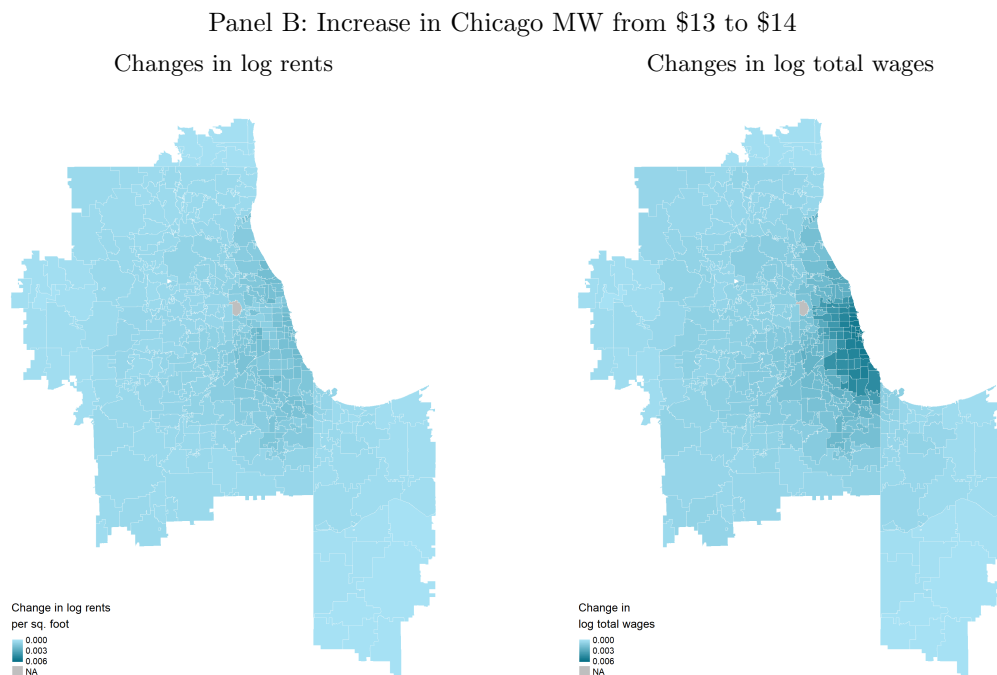 Panel B: Increase in Chicago MW from $13 to $14
Changes in log rents
Changes in log total wages
Change in log rents
per sq. foot
0.000
0.003
0.006
NA
Change in
log total wages
0.000
0.003
0.006
NA